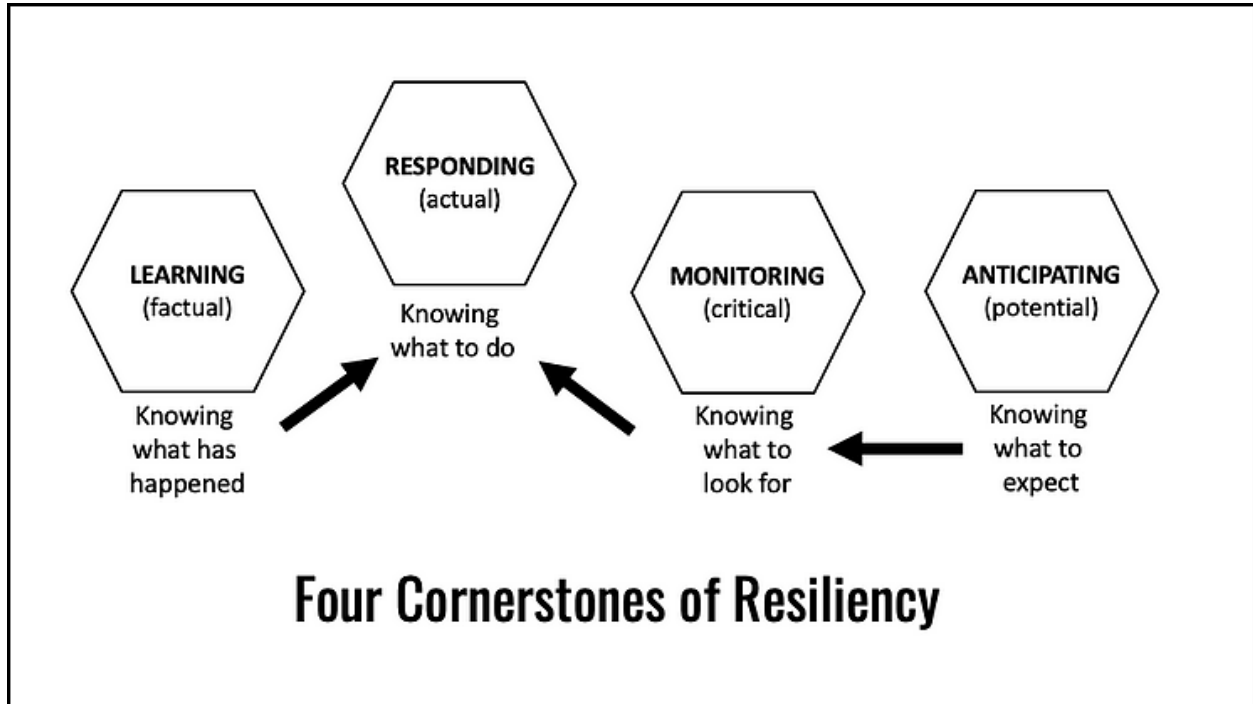 LEARNING
(factual)
Knowing
what has
happened
RESPONDING
(actual)
Knowing
what to do
MONITORING
(critical)
Knowing
what to
look for
ANTICIPATING
(potential)
Knowing
what to
expect
Four Cornerstones of Resiliency